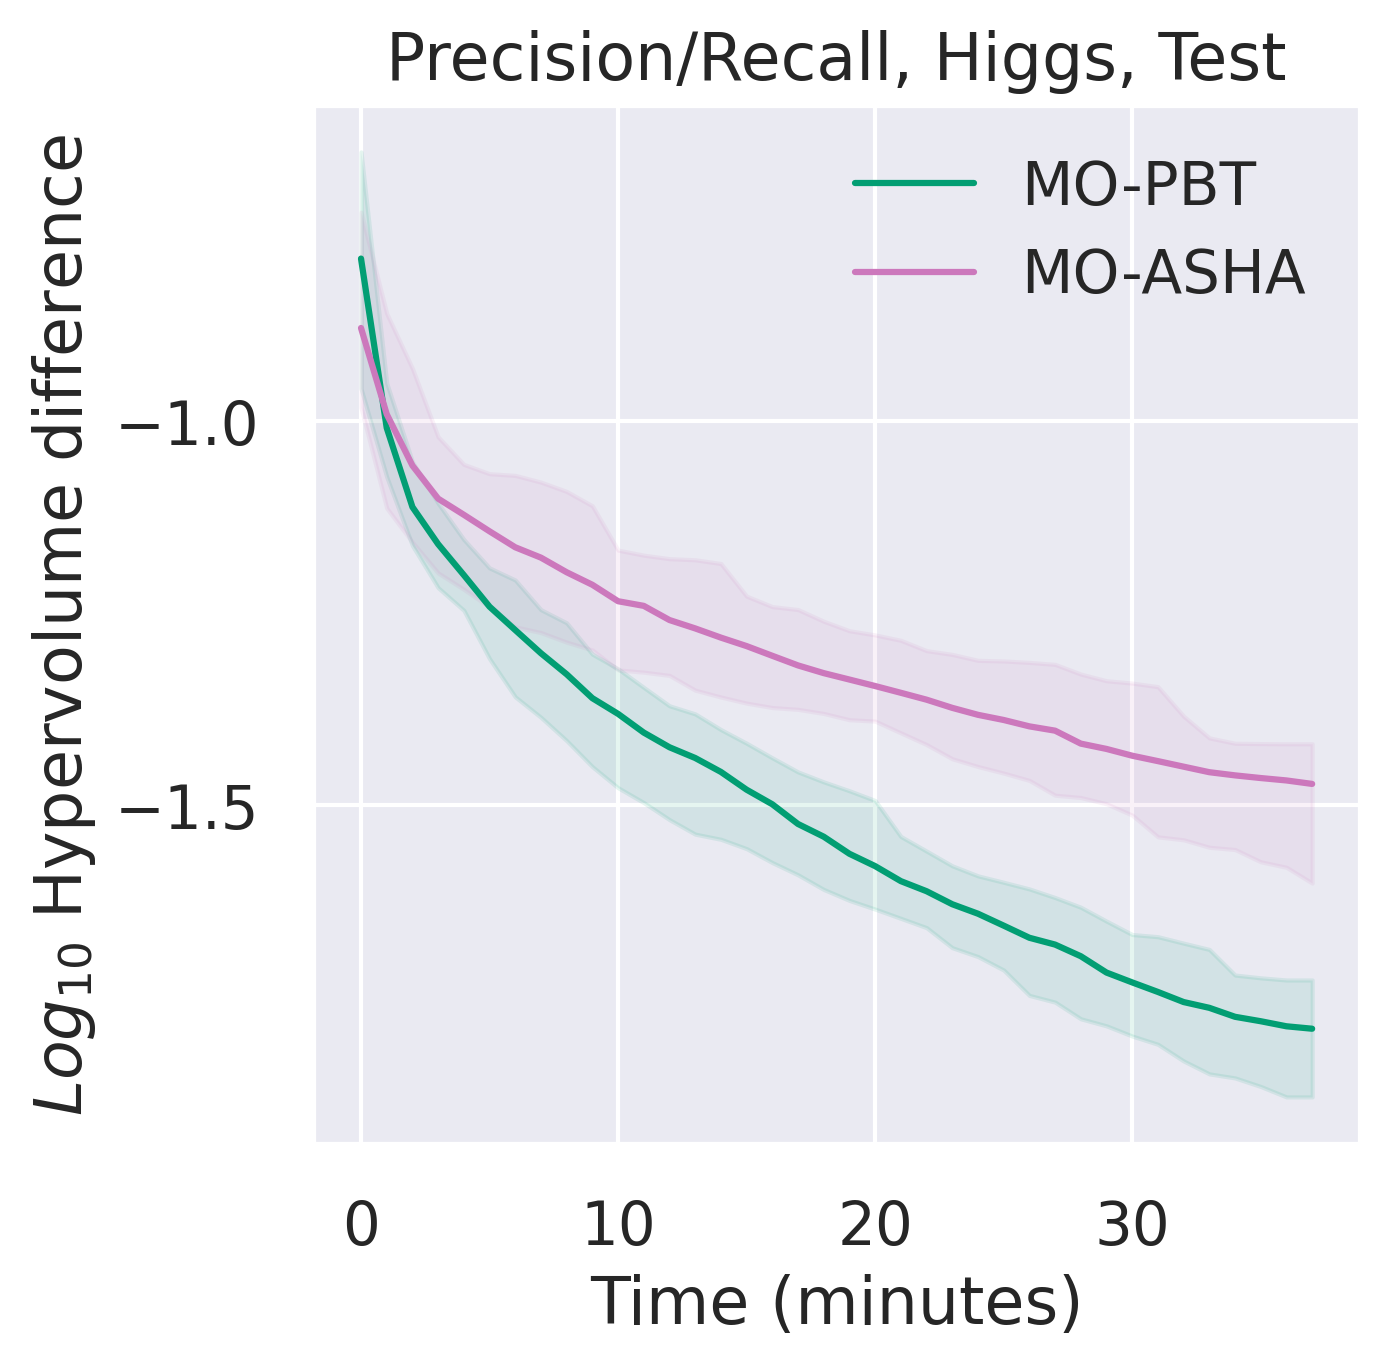 Precision/Recall, Higgs, Test
MO-PBT
MO-ASHA
Log₁₀ Hypervolume difference
−1.0
−1.5
0 10 20 30
Time (minutes)